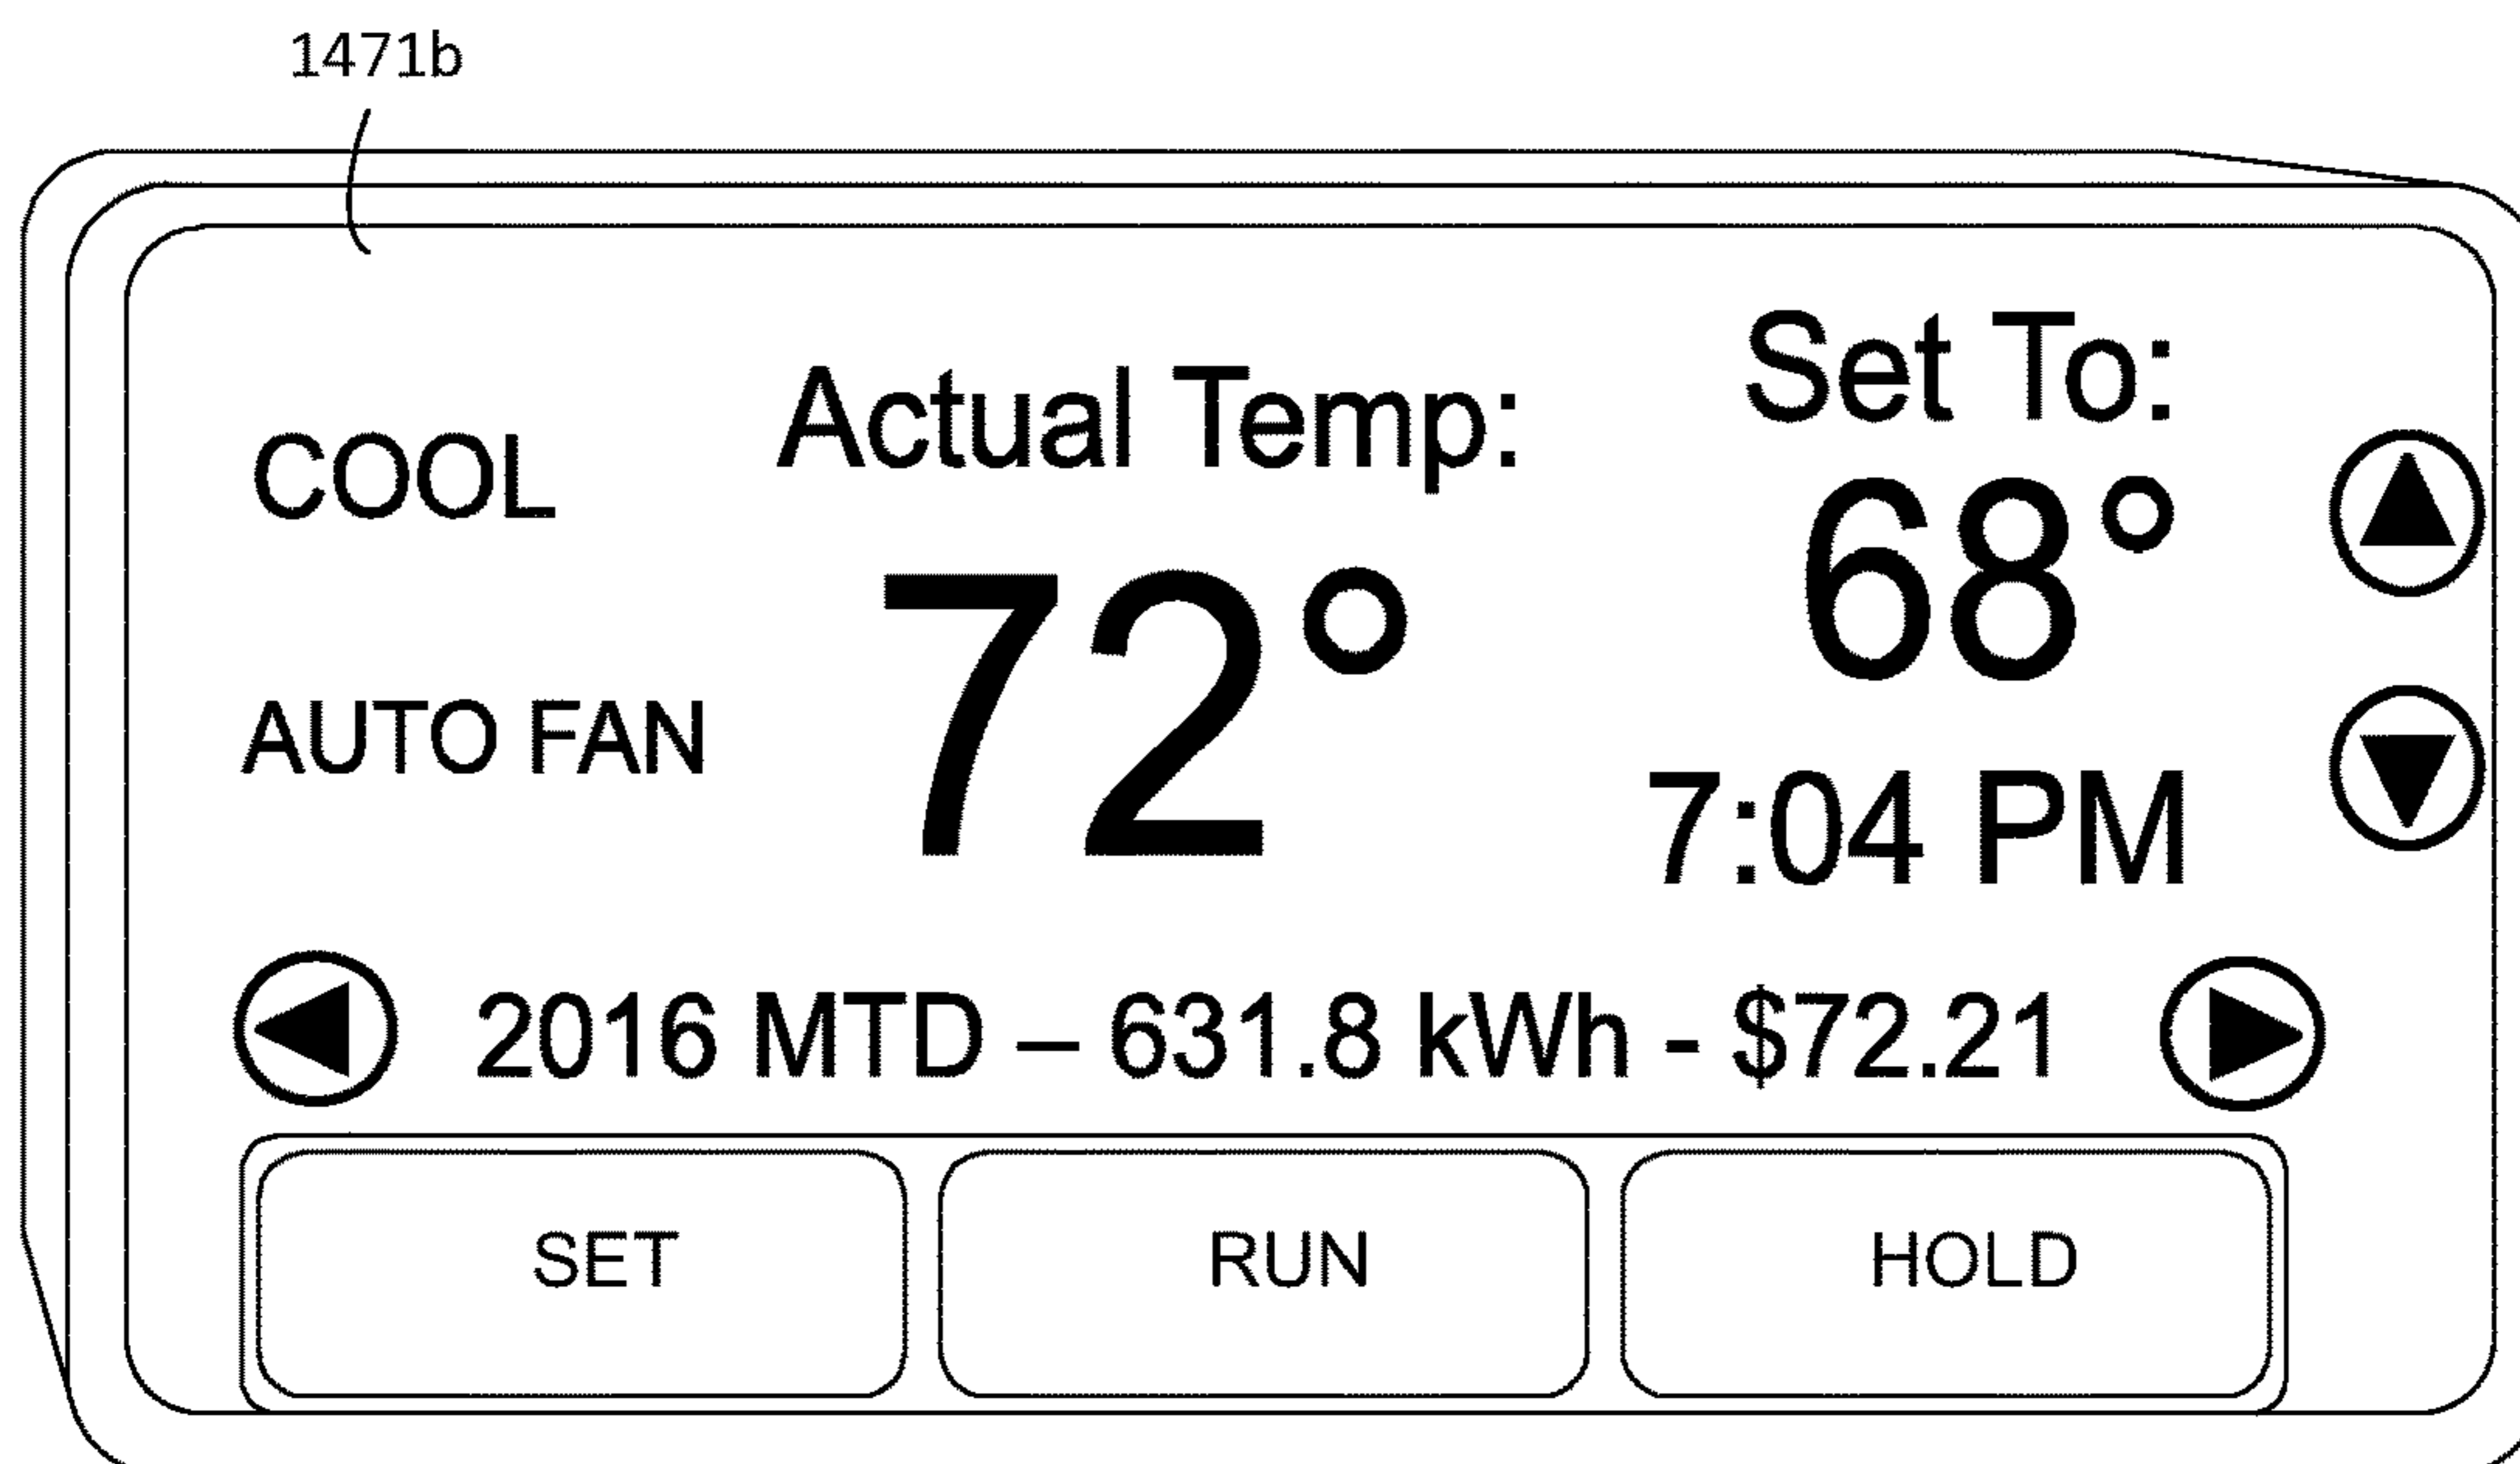 1471b
Set To:
Actual Temp:
COOL
68°
72°
AUTO FAN
7:04 PM
2016 MTD – 631.8 kWh - $72.21
SET
RUN
HOLD